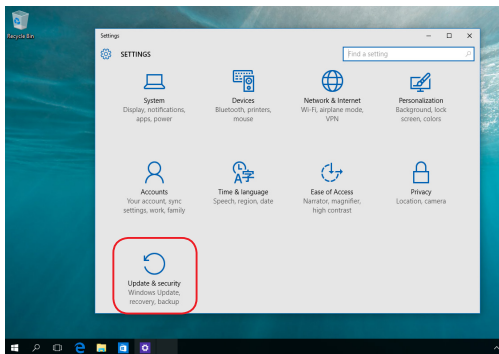 Recycle Bin
Settings
SETTINGS
Find a setting
System
Display, notifications,
apps, power
Devices
Bluetooth, printers,
mouse
Network & Internet
Wi-Fi, airplane mode,
VPN
Personalization
Background, lock
screen, colors
Accounts
Your account, sync
settings, work, family
Time & language
Speech, region, date
Ease of Access
Narrator, magnifier,
high contrast
Privacy
Location, camera
Update & security
Windows Update,
recovery, backup